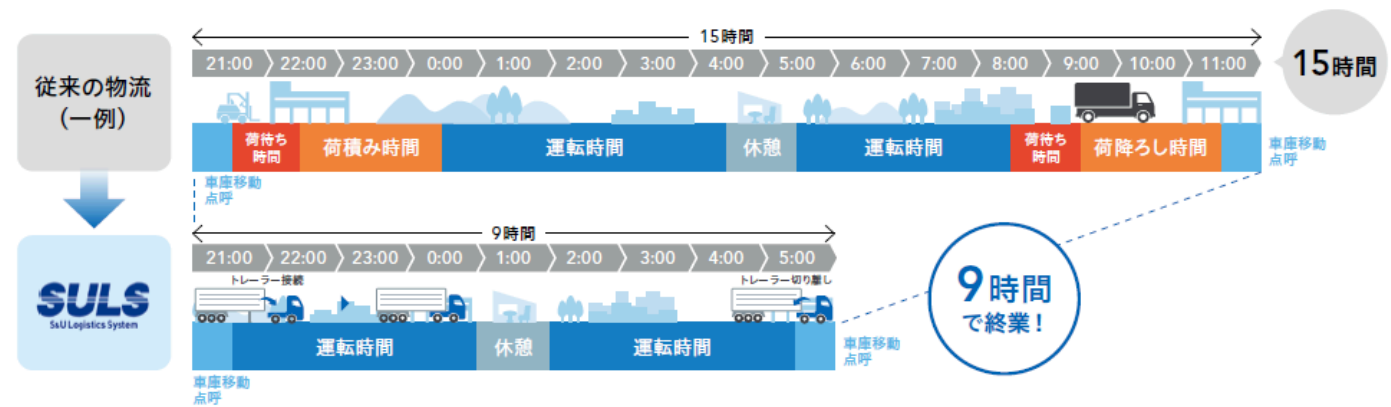 従来の物流
(一例)
15時間
21:00 22:00 23:00 0:00 1:00 2:00 3:00 4:00 5:00 6:00 7:00 8:00 9:00 10:00 11:00
15時間
荷待ち
時間
荷積み時間
運転時間
休憩
運転時間
荷待ち
時間
荷降ろし時間
車庫移動
点呼
車庫移動
点呼
SULS
S&U Logistics System
9時間
21:00 22:00 23:00 0:00 1:00 2:00 3:00 4:00 5:00
トレーラー接続
トレーラー切り離し
運転時間
休憩
運転時間
車庫移動
点呼
車庫移動
点呼
9時間
で終業!